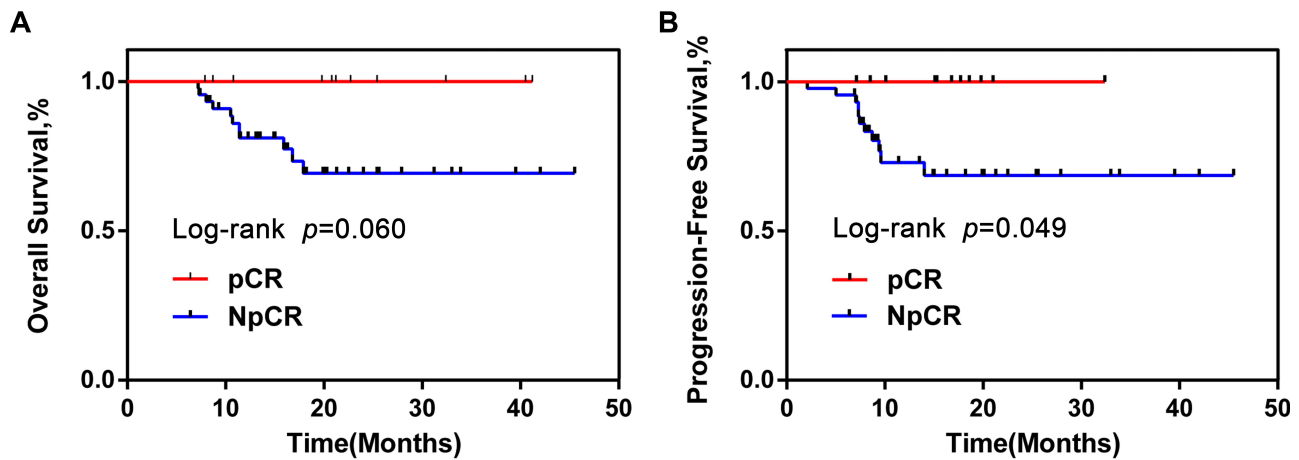 A
Overall Survival,%
1.0
0.5
0.0
Log-rank p=0.060
pCR
NpCR
0 10 20 30 40 50
Time(Months)
B
Progression-Free Survival,%
1.0
0.5
0.0
Log-rank p=0.049
pCR
NpCR
0 10 20 30 40 50
Time(Months)